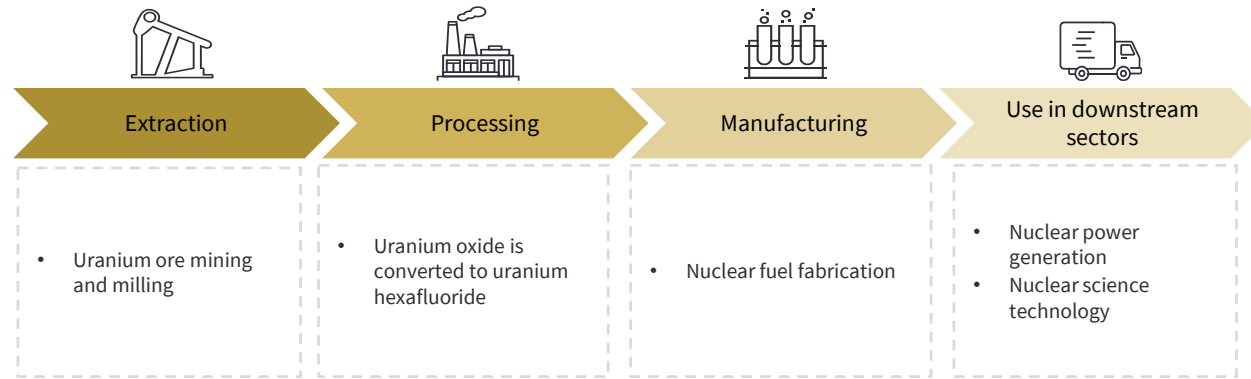 Extraction
Processing
Manufacturing
Use in downstream
sectors
• Uranium ore mining
and milling
• Uranium oxide is
converted to uranium
hexafluoride
• Nuclear fuel fabrication
• Nuclear power
generation
• Nuclear science
technology